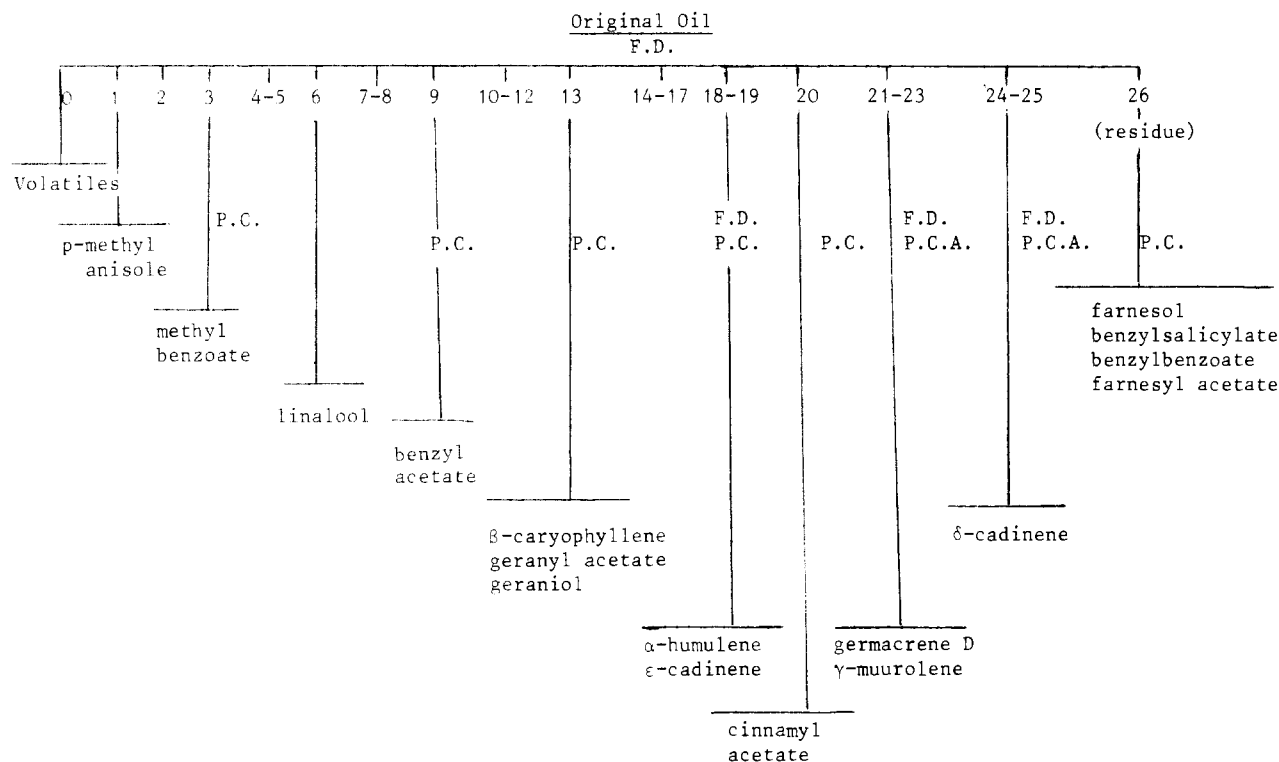 Original Oil
F.D.
0 1 2 3 4-5 6 7-8 9 10-12 13 14-17 18-19 20 21-23 24-25 26
(residue)
Volatiles
p-methyl
anisole
P.C.
methyl
benzoate
linalool
P.C.
benzyl
acetate
P.C.
β-caryophyllene
geranyl acetate
geraniol
F.D.
P.C.
α-humulene
ε-cadinene
P.C.
cinnamyl
acetate
F.D.
P.C.A.
germacrene D
γ-muurolene
F.D.
P.C.A.
δ-cadinene
P.C.
farnesol
benzylsalicylate
benzylbenzoate
farnesyl acetate